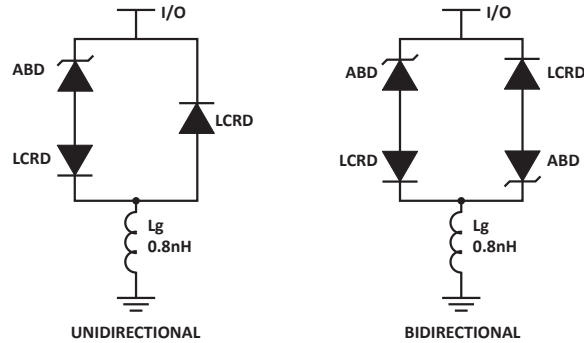 I/O
ABD
LCRD
LCRD
Lg
0.8nH
UNIDIRECTIONAL
I/O
ABD
LCRD
LCRD
ABD
Lg
0.8nH
BIDIRECTIONAL